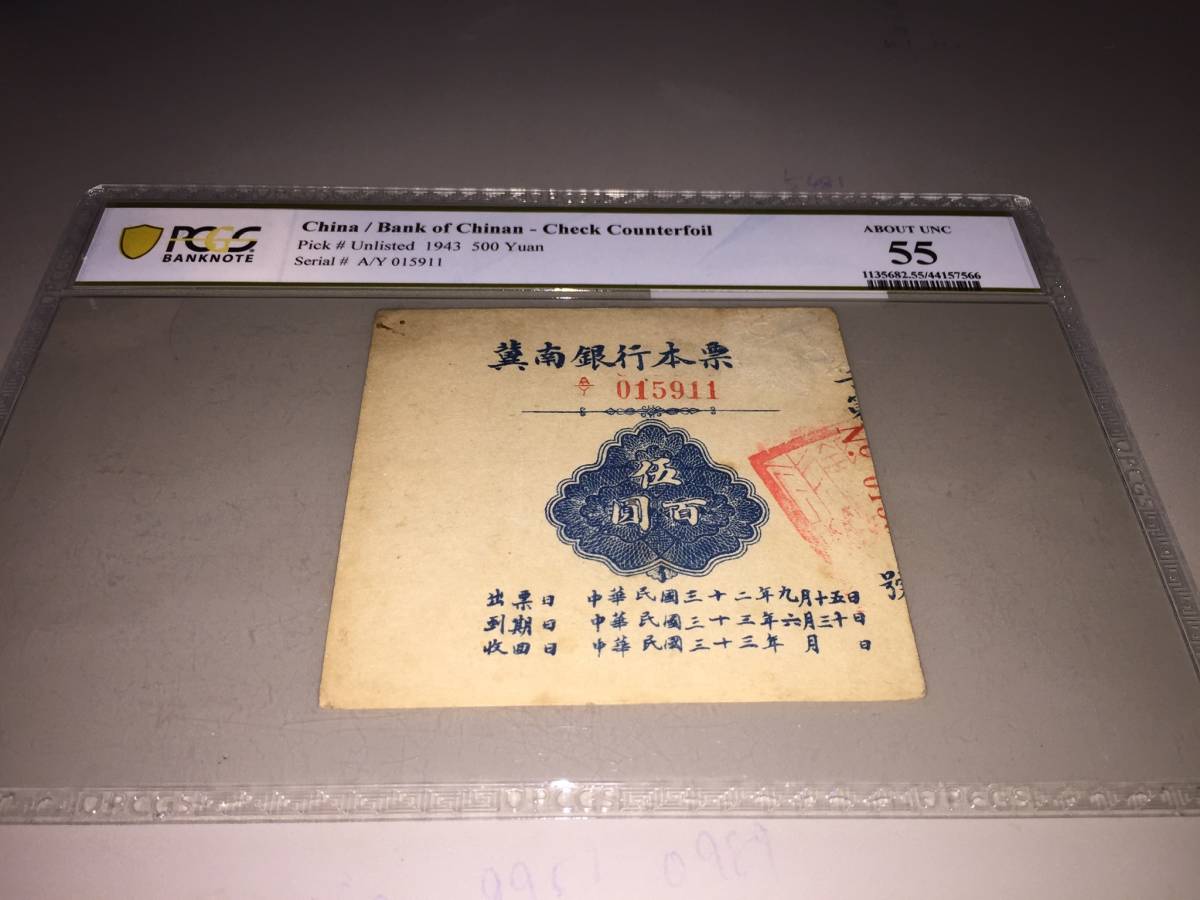 PCGS
BANKNOTE
China / Bank of Chinan - Check Counterfoil
Pick # Unlisted 1943 500 Yuan
Serial # A/Y 015911
ABOUT UNC
55
1135682.55/44157566
冀南銀行本票
A/Y 015911
伍
圓百
No. 015
號
出票日 中華民國三十二年九月十五日
到期日 中華民國三十三年六月三十日
收回日 中華民國三十三年 月 日